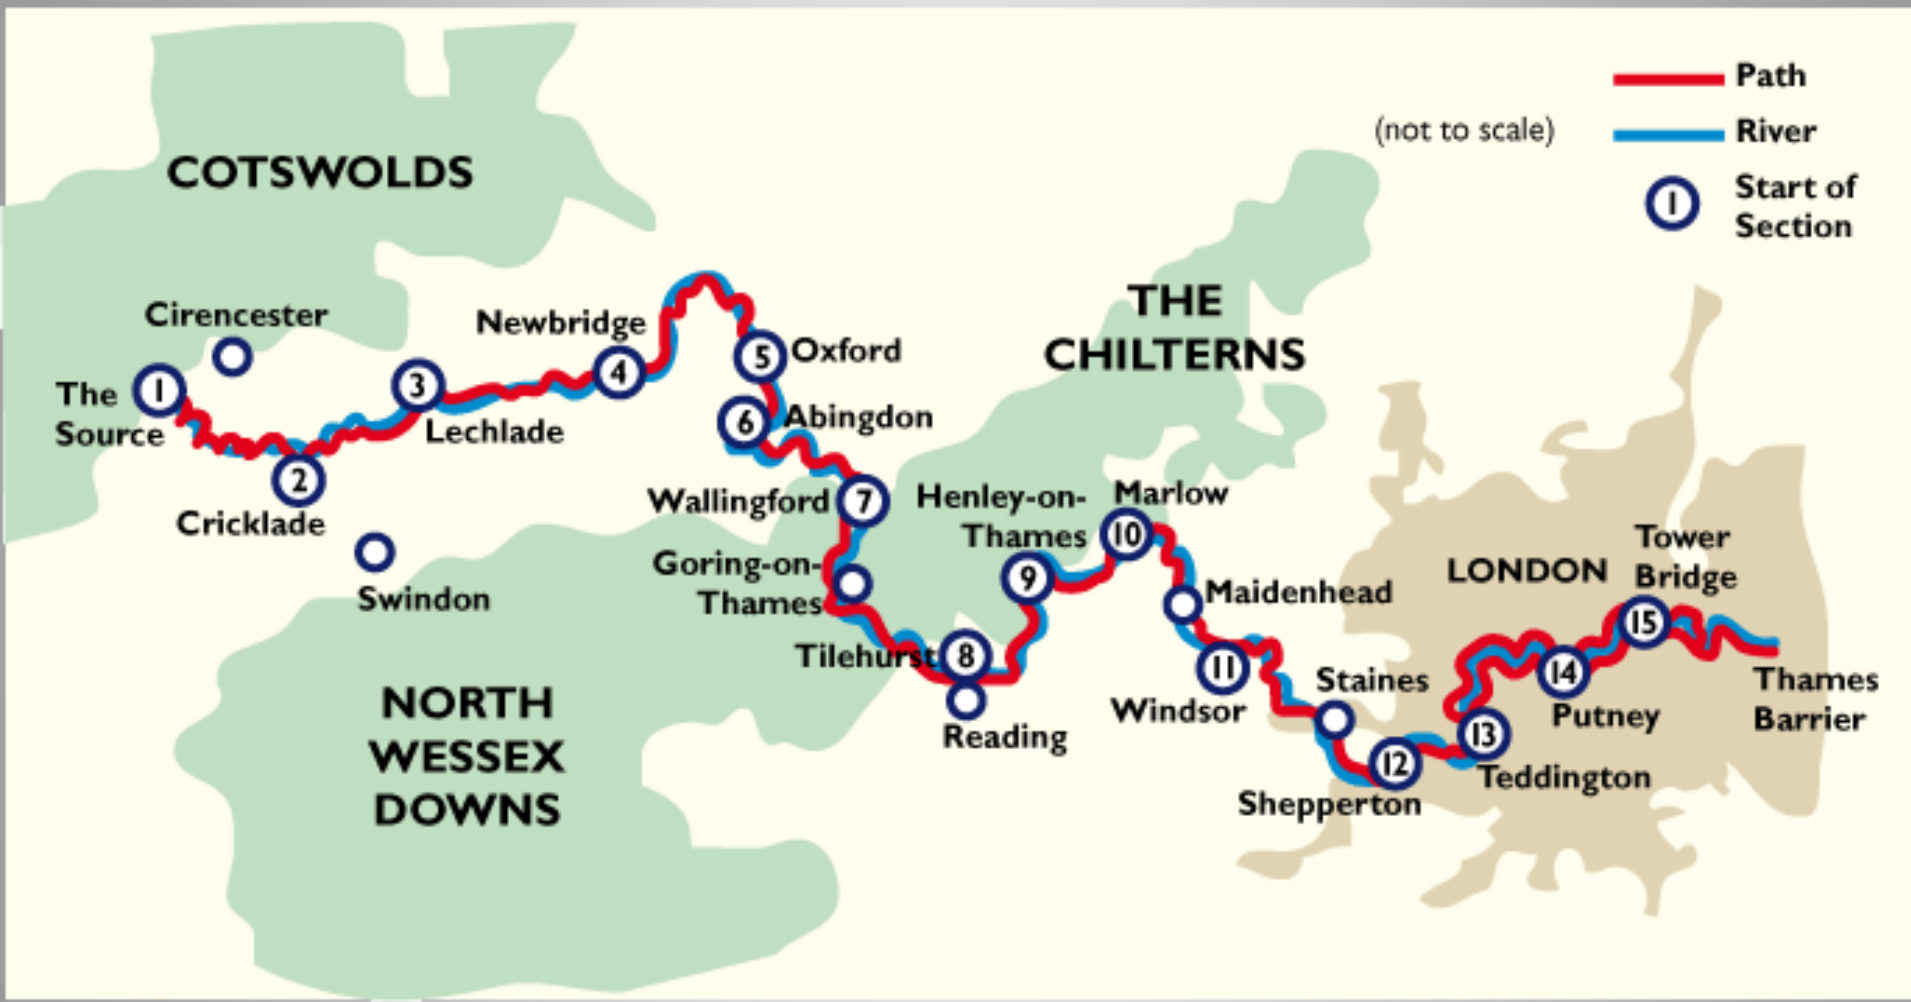 Path
(not to scale)
River
1
Start of
Section
COTSWOLDS
THE
CHILTERNS
Cirencester
Newbridge
1
The
Source
3
Lechlade
4
5
Oxford
6
Abingdon
2
Cricklade
Swindon
Wallingford
7
Henley-on-
Thames
Marlow
10
9
Goring-on-
Thames
Tilehurst
8
Reading
Maidenhead
11
Windsor
Staines
12
Shepperton
LONDON
Tower
Bridge
15
14
Putney
13
Teddington
Thames
Barrier
NORTH
WESSEX
DOWNS